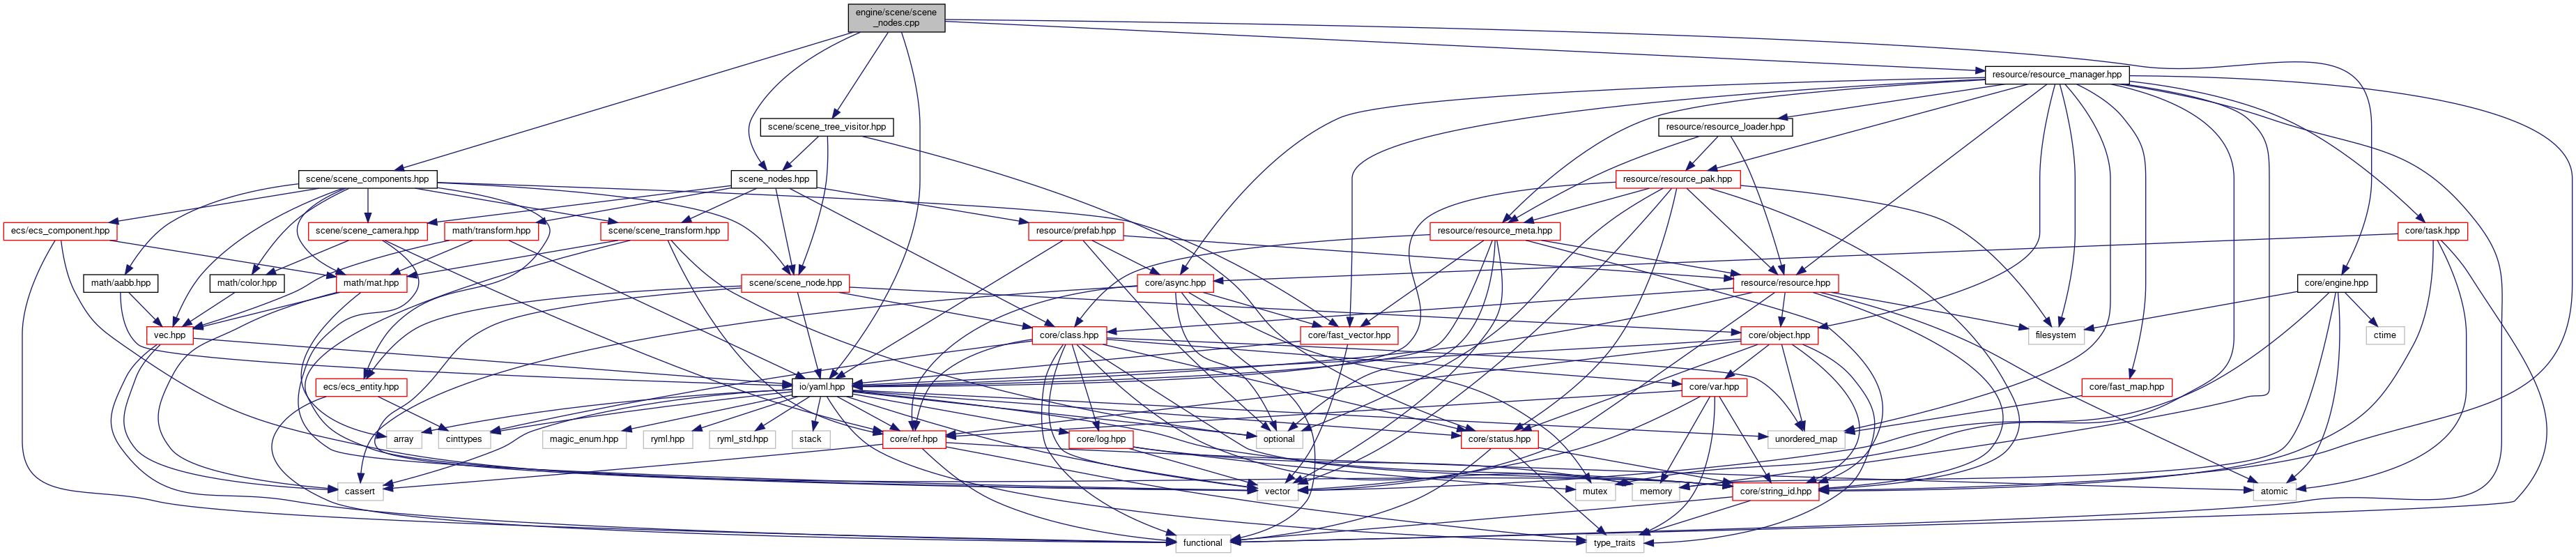 engine/scene/scene
_nodes.cpp
resource/resource_manager.hpp
scene/scene_tree_visitor.hpp
resource/resource_loader.hpp
scene/scene_components.hpp
scene_nodes.hpp
resource/resource_pak.hpp
ecs/ecs_component.hpp
scene/scene_camera.hpp
math/transform.hpp
scene/scene_transform.hpp
resource/prefab.hpp
resource/resource_meta.hpp
core/task.hpp
math/aabb.hpp
math/color.hpp
math/mat.hpp
scene/scene_node.hpp
core/async.hpp
resource/resource.hpp
core/engine.hpp
vec.hpp
core/class.hpp
core/fast_vector.hpp
core/object.hpp
filesystem
ctime
ecs/ecs_entity.hpp
io/yaml.hpp
core/var.hpp
core/fast_map.hpp
array
cinttypes
magic_enum.hpp
ryml.hpp
ryml_std.hpp
stack
core/ref.hpp
core/log.hpp
optional
core/status.hpp
unordered_map
cassert
vector
mutex
memory
core/string_id.hpp
atomic
functional
type_traits